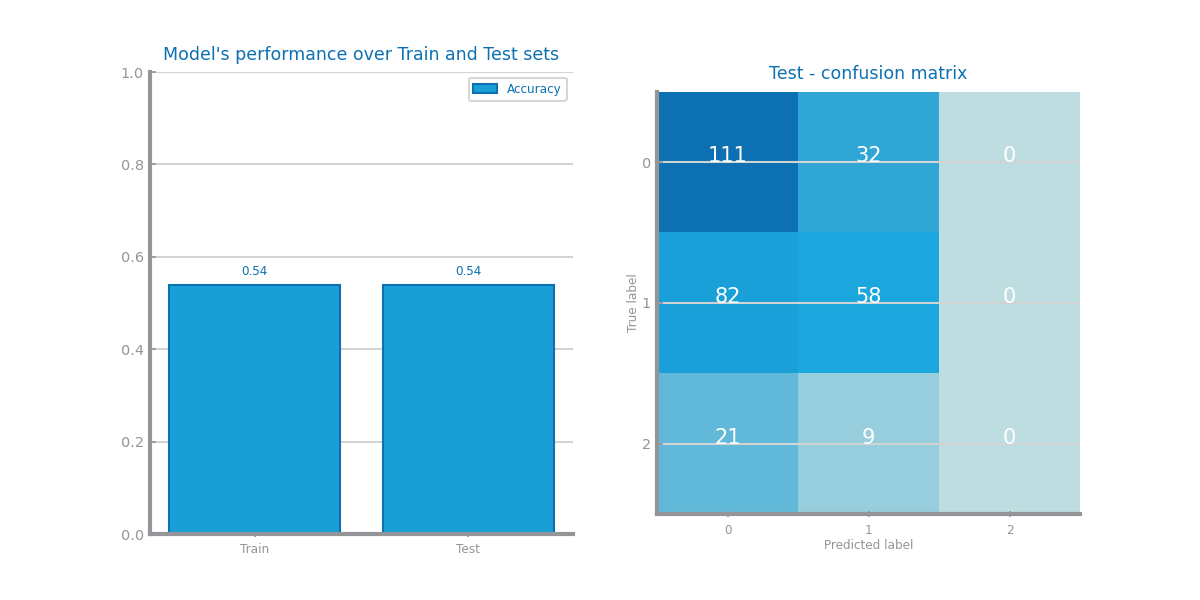 Model's performance over Train and Test sets
1.0
Accuracy
0.8
0.6
0.54 0.54
0.4
0.2
0.0
Train Test
Test - confusion matrix
True label
0 111 32 0
1 82 58 0
2 21 9 0
0 1 2
Predicted label